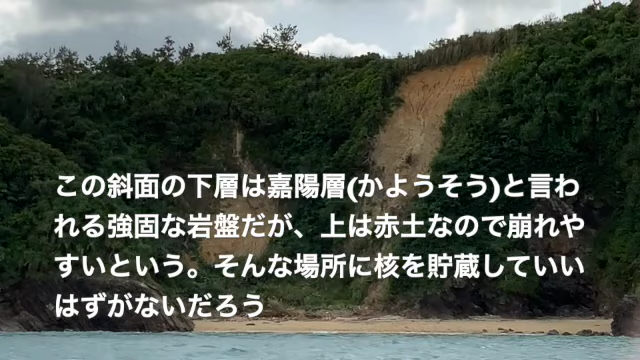 この斜面の下層は嘉陽層(かようそう)と言わ
れる強固な岩盤だが、上は赤土なので崩れや
すいという。そんな場所に核を貯蔵していい
はずがないだろう